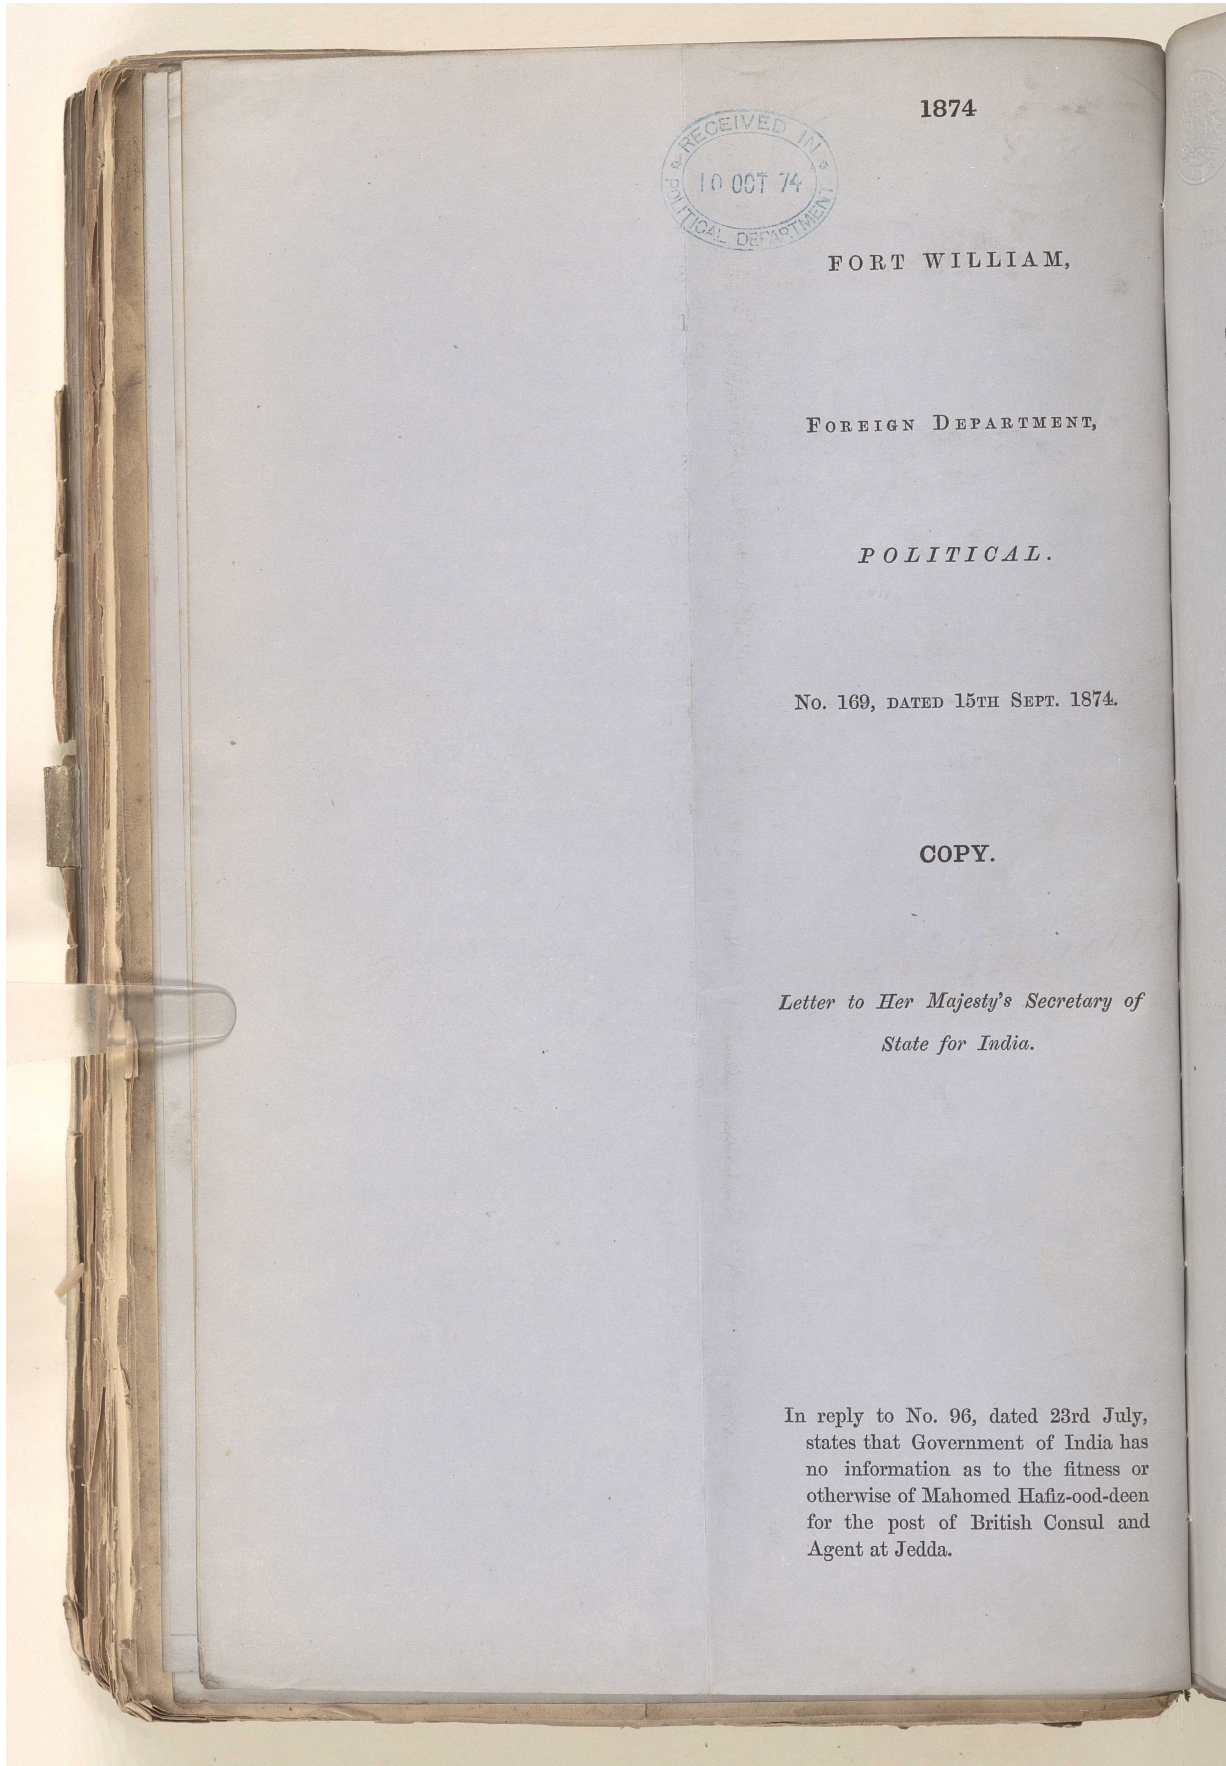 1874
RECEIVED IN
10 OCT 74
POLITICAL DEPARTMENT
FORT WILLIAM,
FOREIGN DEPARTMENT,
POLITICAL.
No. 169, DATED 15TH SEPT. 1874.
COPY.
Letter to Her Majesty's Secretary of
State for India.
In reply to No. 96, dated 23rd July,
states that Government of India has
no information as to the fitness or
otherwise of Mahomed Hafiz-ood-deen
for the post of British Consul and
Agent at Jedda.